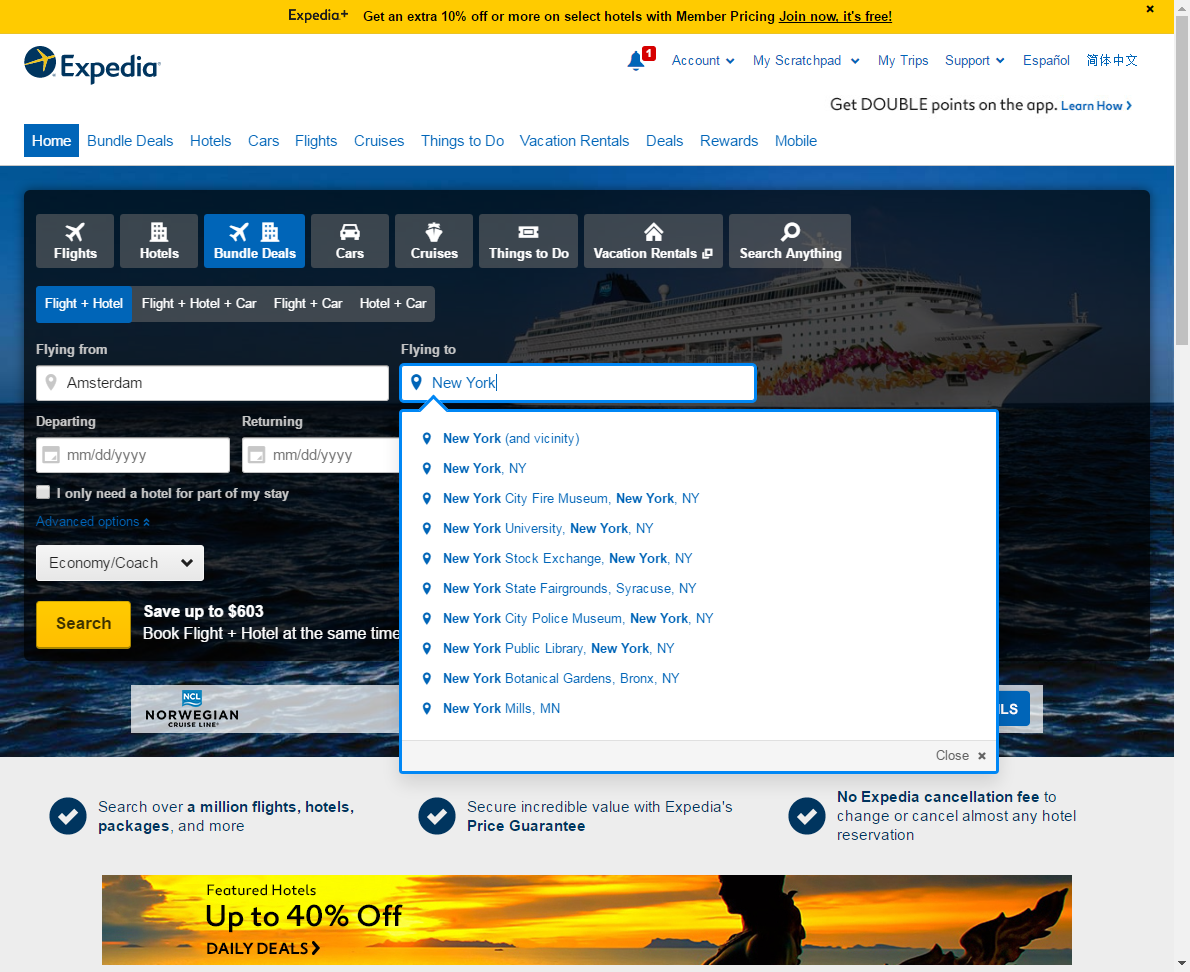 Expedia+ Get an extra 10% off or more on select hotels with Member Pricing Join now, it's free!
Expedia
1 Account My Scratchpad My Trips Support Español 简体中文
Get DOUBLE points on the app. Learn How
Home Bundle Deals Hotels Cars Flights Cruises Things to Do Vacation Rentals Deals Rewards Mobile
Flights Hotels Bundle Deals Cars Cruises Things to Do Vacation Rentals Search Anything
Flight + Hotel Flight + Hotel + Car Flight + Car Hotel + Car
Flying from Flying to
Amsterdam New York
Departing Returning
mm/dd/yyyy mm/dd/yyyy
I only need a hotel for part of my stay
Advanced options
Economy/Coach
Search
Save up to $603
Book Flight + Hotel at the same time
New York (and vicinity)
New York, NY
New York City Fire Museum, New York, NY
New York University, New York, NY
New York Stock Exchange, New York, NY
New York State Fairgrounds, Syracuse, NY
New York City Police Museum, New York, NY
New York Public Library, New York, NY
New York Botanical Gardens, Bronx, NY
New York Mills, MN
Close
NCL
NORWEGIAN
CRUISE LINE
LS
Search over a million flights, hotels,
packages, and more
Secure incredible value with Expedia's
Price Guarantee
No Expedia cancellation fee to
change or cancel almost any hotel
reservation
Featured Hotels
Up to 40% Off
DAILY DEALS